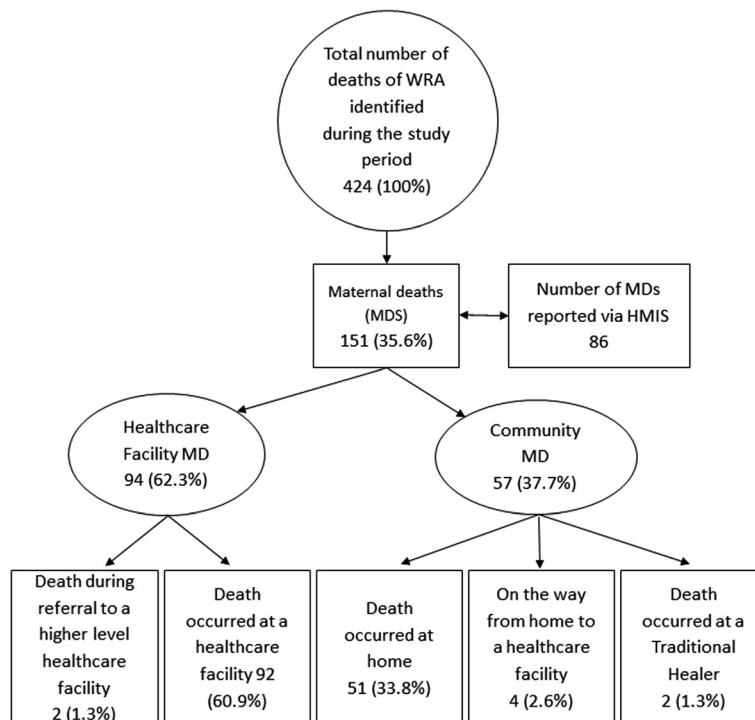 Total number of
deaths of WRA
identified
during the study
period
424 (100%)
Maternal deaths
(MDS)
151 (35.6%)
Number of MDs
reported via HMIS
86
Healthcare
Facility MD
94 (62.3%)
Community
MD
57 (37.7%)
Death during
referral to a
higher level
healthcare
facility
2 (1.3%)
Death
occurred at a
healthcare
facility 92
(60.9%)
Death
occurred at
home
51 (33.8%)
On the way
from home to
a healthcare
facility
4 (2.6%)
Death
occurred at a
Traditional
Healer
2 (1.3%)